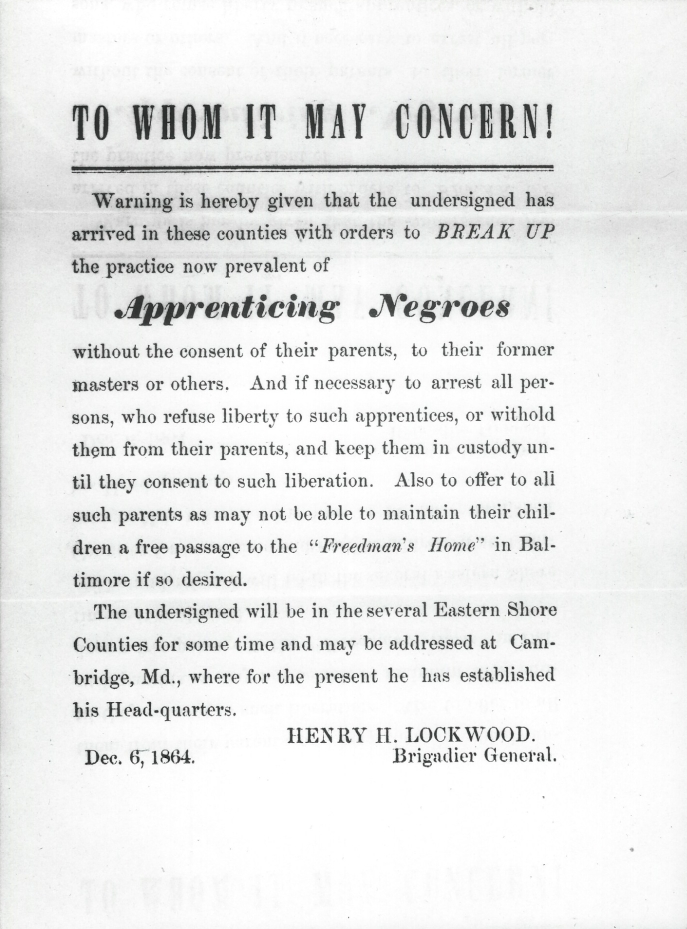 TO WHOM IT MAY CONCERN!
Warning is hereby given that the undersigned has
arrived in these counties with orders to BREAK UP
the practice now prevalent of
Apprenticing Negroes
without the consent of their parents, to their former
masters or others. And if necessary to arrest all per-
sons, who refuse liberty to such apprentices, or withold
them from their parents, and keep them in custody un-
til they consent to such liberation. Also to offer to all
such parents as may not be able to maintain their chil-
dren a free passage to the "Freedman's Home" in Bal-
timore if so desired.
The undersigned will be in the several Eastern Shore
Counties for some time and may be addressed at Cam-
bridge, Md., where for the present he has established
his Head-quarters.
HENRY H. LOCKWOOD.
Dec. 6, 1864. Brigadier General.